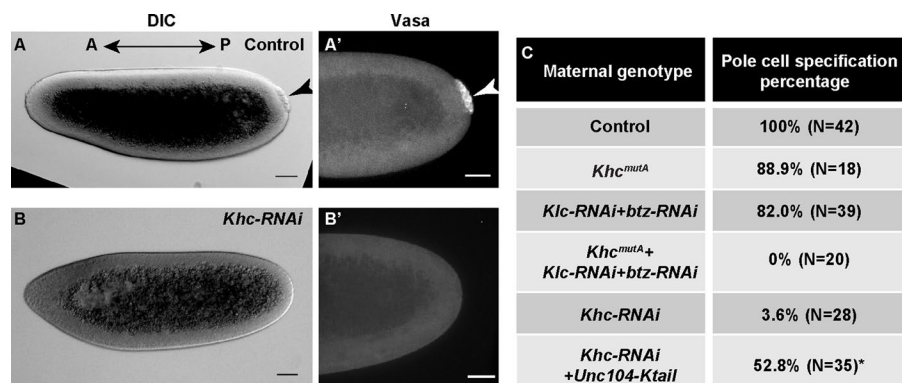 DIC
Vasa
A
A P
Control
A'
B
Khc-RNAi
B'
C
Maternal genotype
Pole cell specification
percentage
Control
100% (N=42)
Khc^mutA
88.9% (N=18)
Klc-RNAi+btz-RNAi
82.0% (N=39)
Khc^mutA+
Klc-RNAi+btz-RNAi
0% (N=20)
Khc-RNAi
3.6% (N=28)
Khc-RNAi
+Unc104-Ktail
52.8% (N=35)*